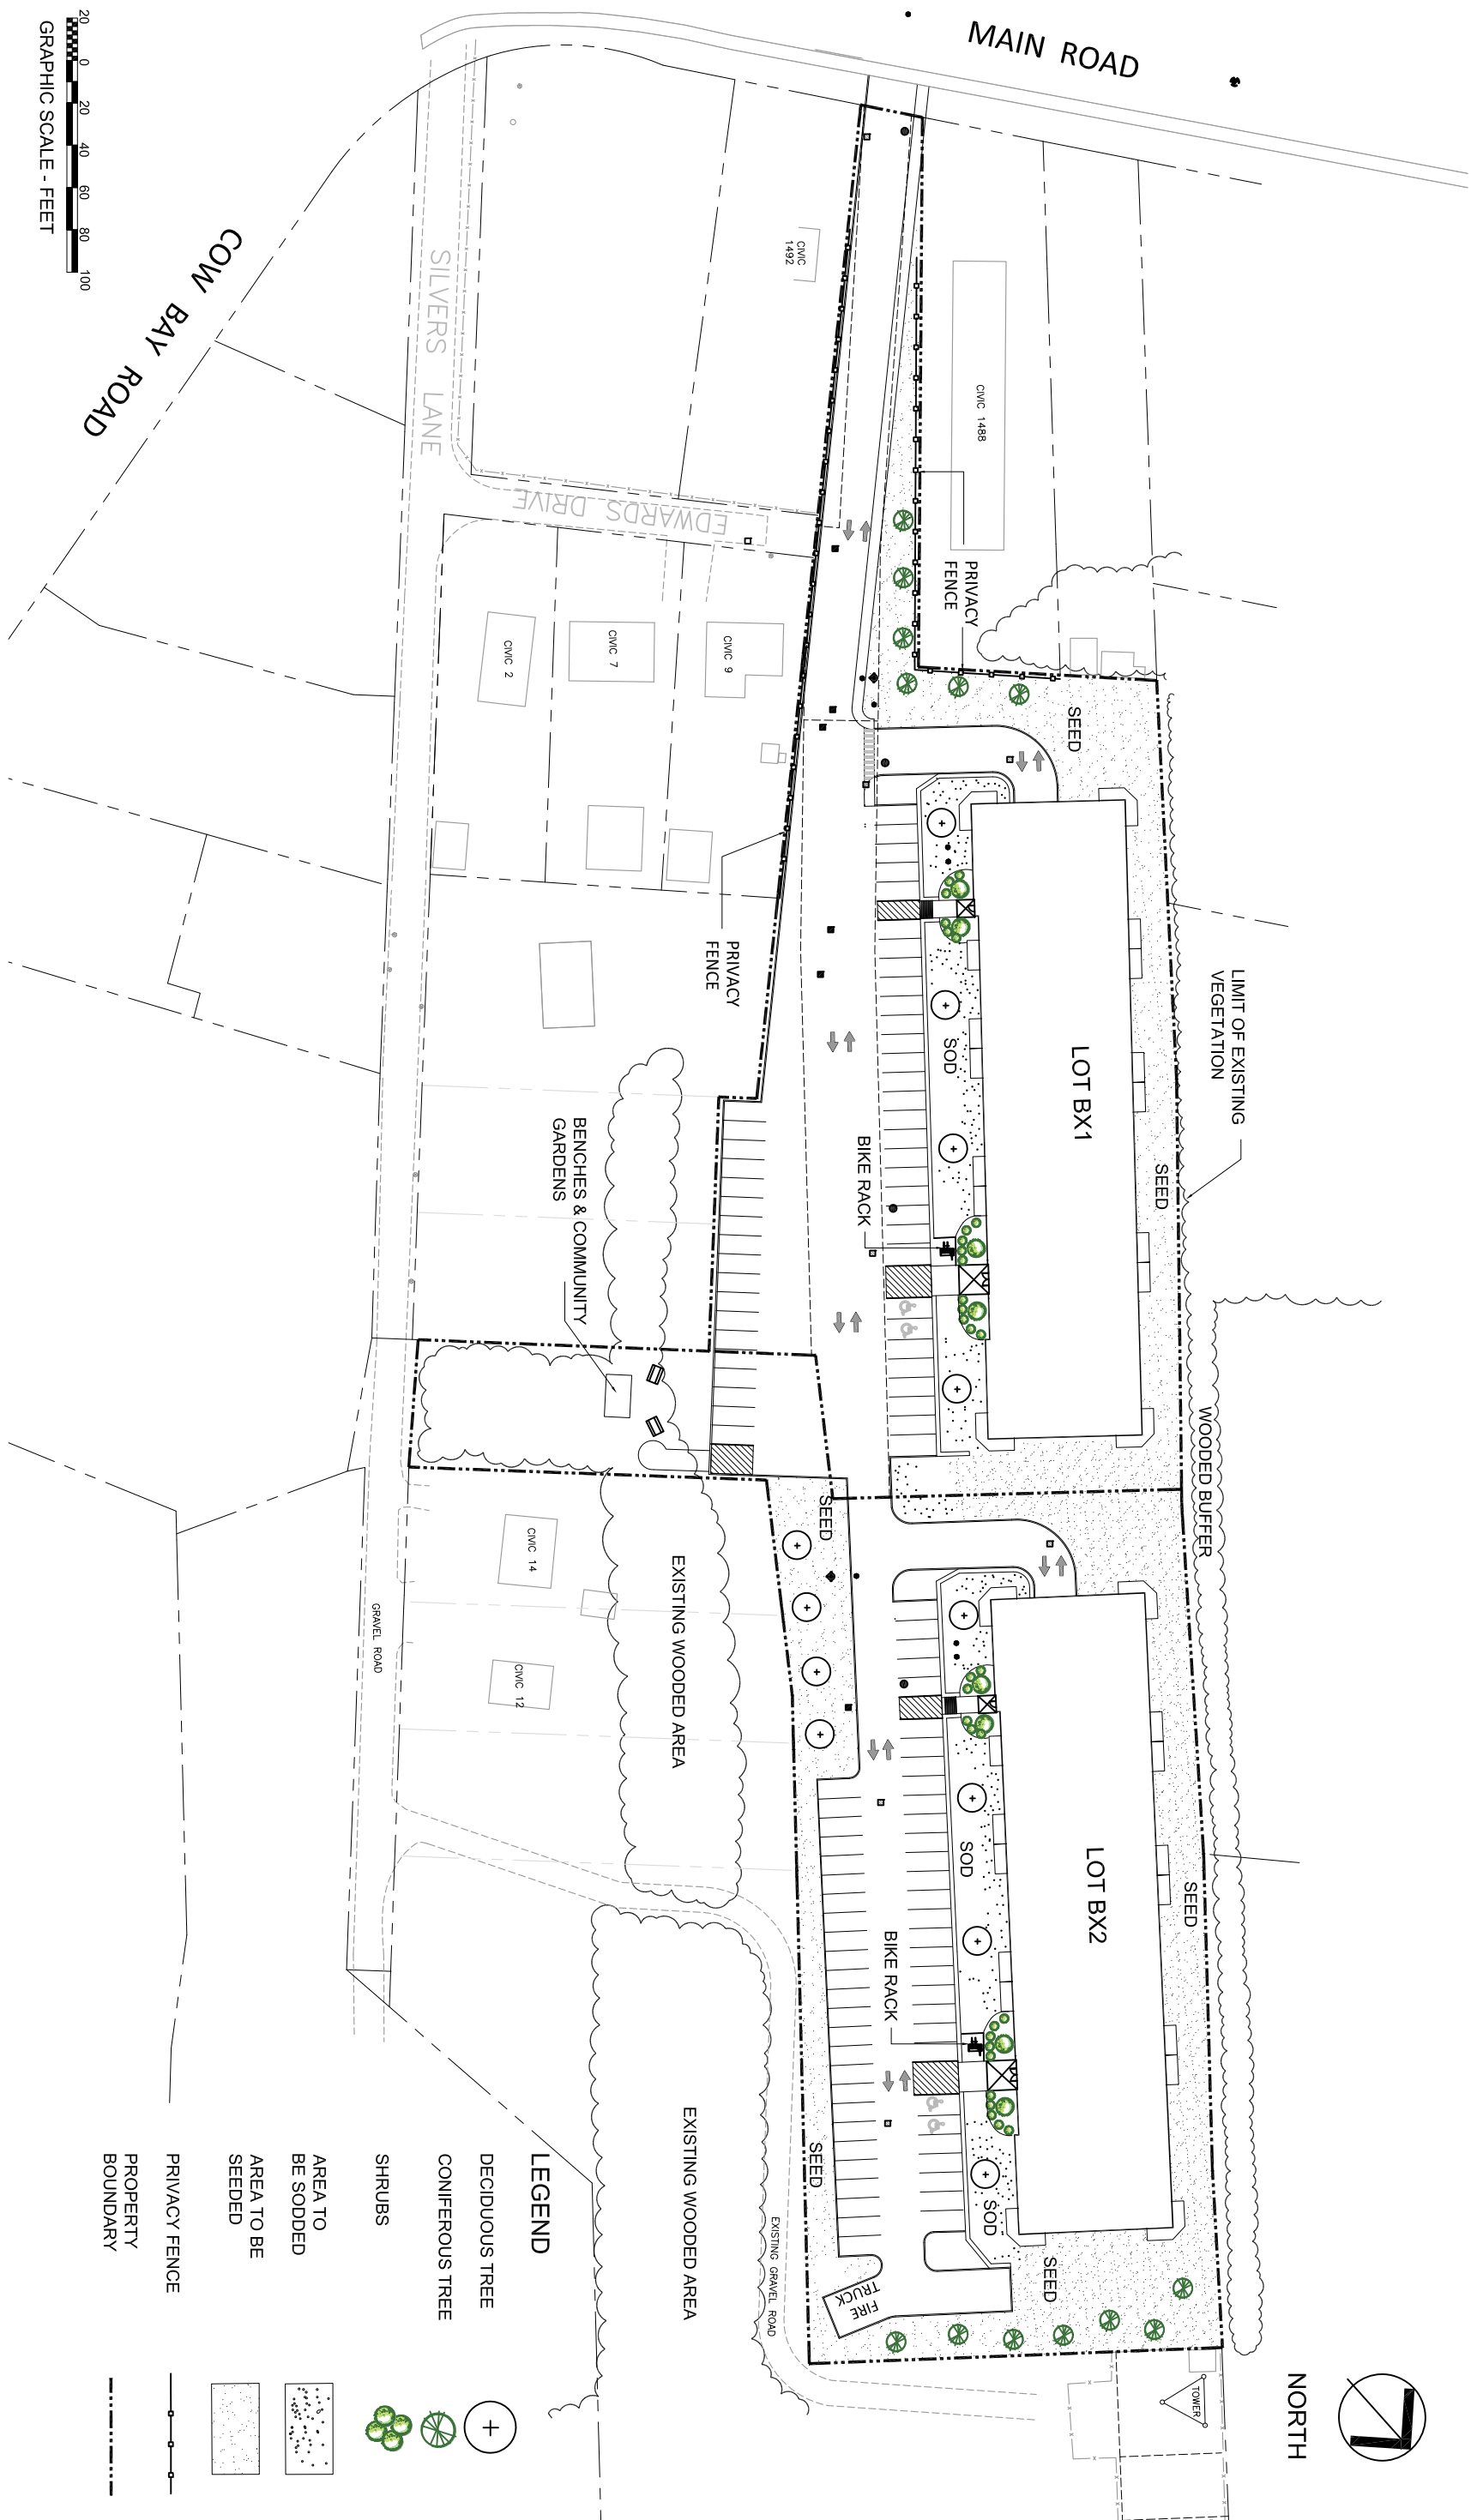 MAIN ROAD
COW BAY ROAD
SILVERS LANE
EDWARDS DRIVE
20 0 20 40 60 80 100
GRAPHIC SCALE - FEET
CIVIC
1492
CIVIC 1488
PRIVACY
FENCE
CIVIC 2
CIVIC 7
CIVIC 9
PRIVACY
FENCE
SEED
LOT BX1
SOD
BIKE RACK
SEED
LIMIT OF EXISTING
VEGETATION
WOODED BUFFER
BENCHES & COMMUNITY
GARDENS
SEED
CIVIC 14
CIVIC 12
GRAVEL ROAD
EXISTING WOODED AREA
LOT BX2
SOD
SEED
BIKE RACK
SOD
SEED
SEED
FIRE
TRUCK
EXISTING WOODED AREA
EXISTING GRAVEL ROAD
TOWER
NORTH
LEGEND
DECIDUOUS TREE
CONIFEROUS TREE
SHRUBS
AREA TO
BE SODDED
AREA TO BE
SEEDED
PRIVACY FENCE
PROPERTY
BOUNDARY